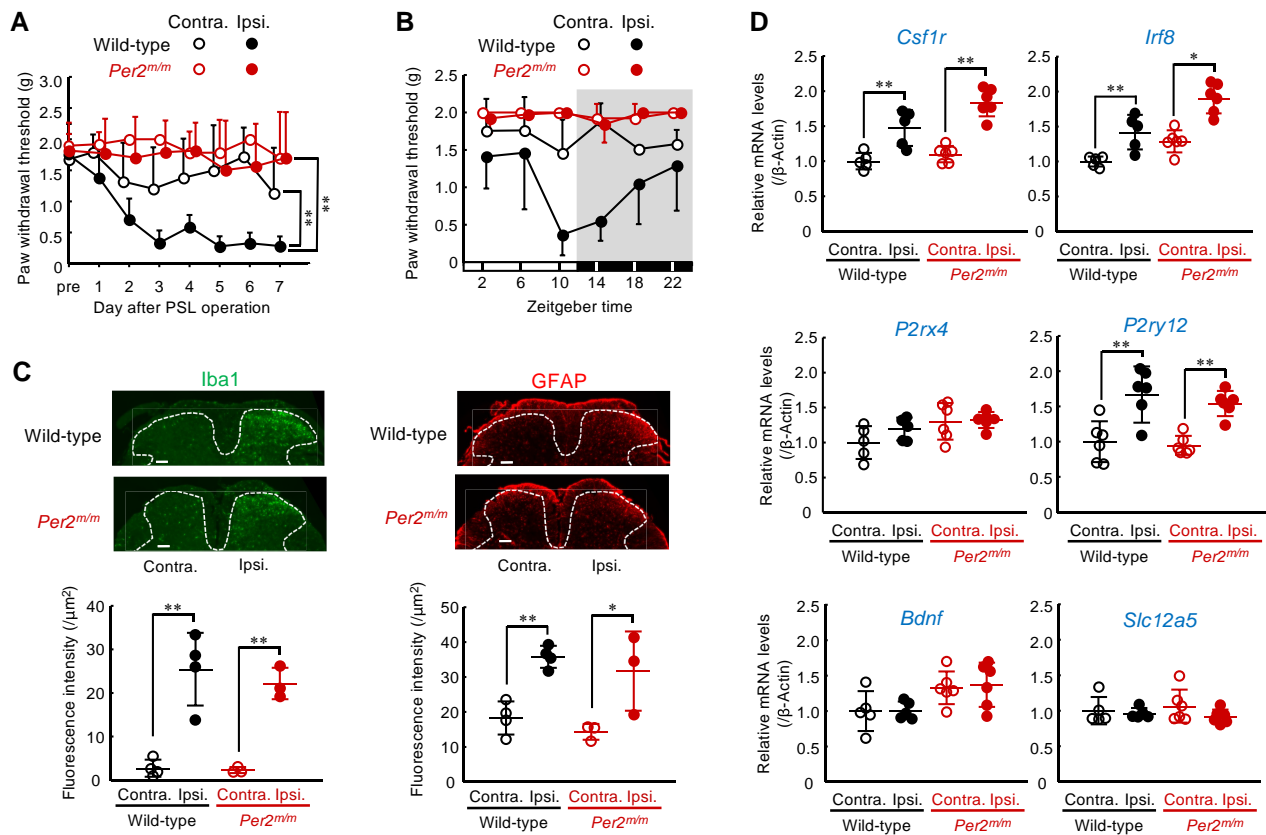 A
Contra. Ipsi.
Wild-type
Per2m/m
Paw withdrawal threshold (g)
3.0
2.5
2.0
1.5
1.0
0.5
0
**
**
pre 1 2 3 4 5 6 7
Day after PSL operation
B
Contra. Ipsi.
Wild-type
Per2m/m
Paw withdrawal threshold (g)
2.5
2.0
1.5
1.0
0.5
0
2 6 10 14 18 22
Zeitgeber time
C
Iba1
Wild-type
Per2m/m
Contra. Ipsi.
Fluorescence intensity (/μm2)
40
30
20
10
0
**
**
Contra. Ipsi. Contra. Ipsi.
Wild-type Per2m/m
GFAP
Wild-type
Per2m/m
Contra. Ipsi.
Fluorescence intensity (/μm2)
50
40
30
20
10
0
**
*
Contra. Ipsi. Contra. Ipsi.
Wild-type Per2m/m
D
Csf1r
Relative mRNA levels
(/β-Actin)
2.5
2.0
1.5
1.0
0.5
0
**
**
Contra. Ipsi. Contra. Ipsi.
Wild-type Per2m/m
Irf8
2.5
2.0
1.5
1.0
0.5
0
**
*
Contra. Ipsi. Contra. Ipsi.
Wild-type Per2m/m
P2rx4
Relative mRNA levels
(/β-Actin)
2.5
2.0
1.5
1.0
0.5
0
Contra. Ipsi. Contra. Ipsi.
Wild-type Per2m/m
P2ry12
2.5
2.0
1.5
1.0
0.5
0
**
**
Contra. Ipsi. Contra. Ipsi.
Wild-type Per2m/m
Bdnf
Relative mRNA levels
(/β-Actin)
2.5
2.0
1.5
1.0
0.5
0
Contra. Ipsi. Contra. Ipsi.
Wild-type Per2m/m
Slc12a5
2.5
2.0
1.5
1.0
0.5
0
Contra. Ipsi. Contra. Ipsi.
Wild-type Per2m/m